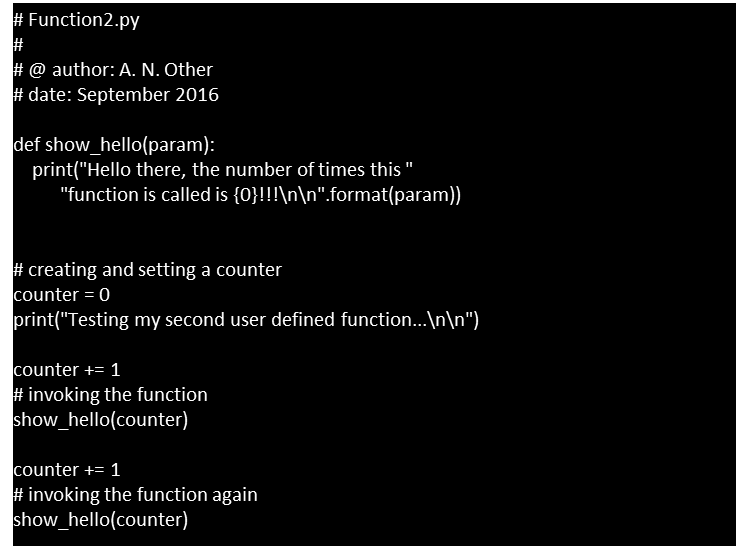 # Function2.py
#
# @ author: A. N. Other
# date: September 2016
def show_hello(param):
print("Hello there, the number of times this "
"function is called is {0}!!!\n\n".format(param))
# creating and setting a counter
counter = 0
print("Testing my second user defined function...\n\n")
counter += 1
# invoking the function
show_hello(counter)
counter += 1
# invoking the function again
show_hello(counter)